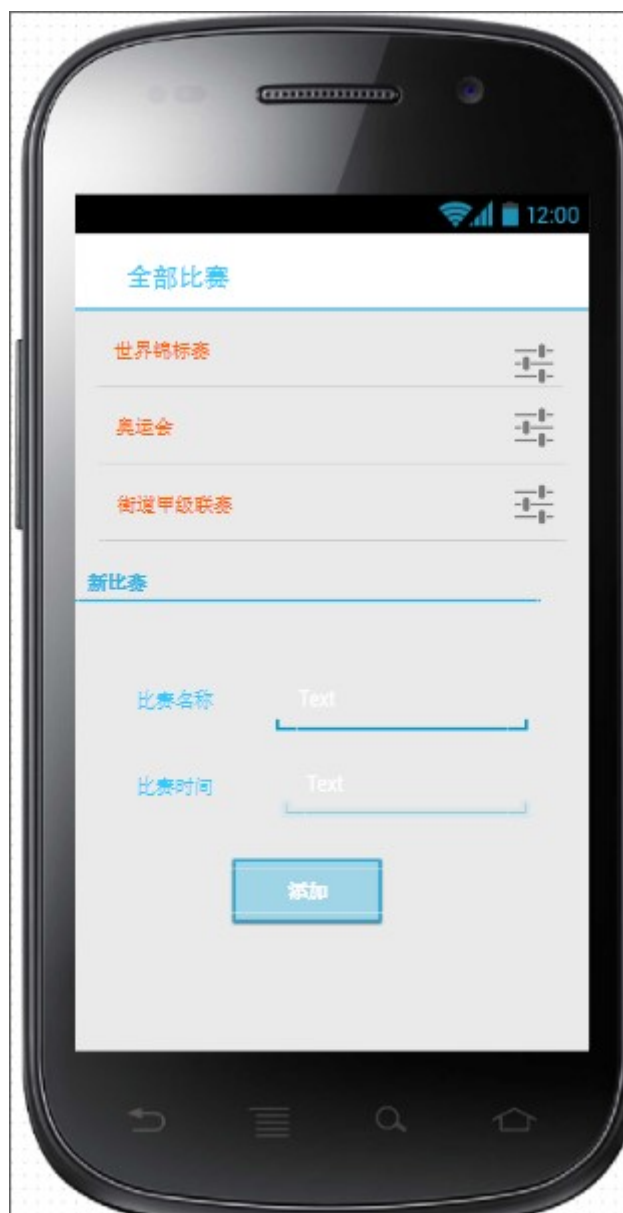 12:00
全部比赛
世界锦标赛
奥运会
街道甲级联赛
新比赛
比赛名称 Text
比赛时间 Text
添加